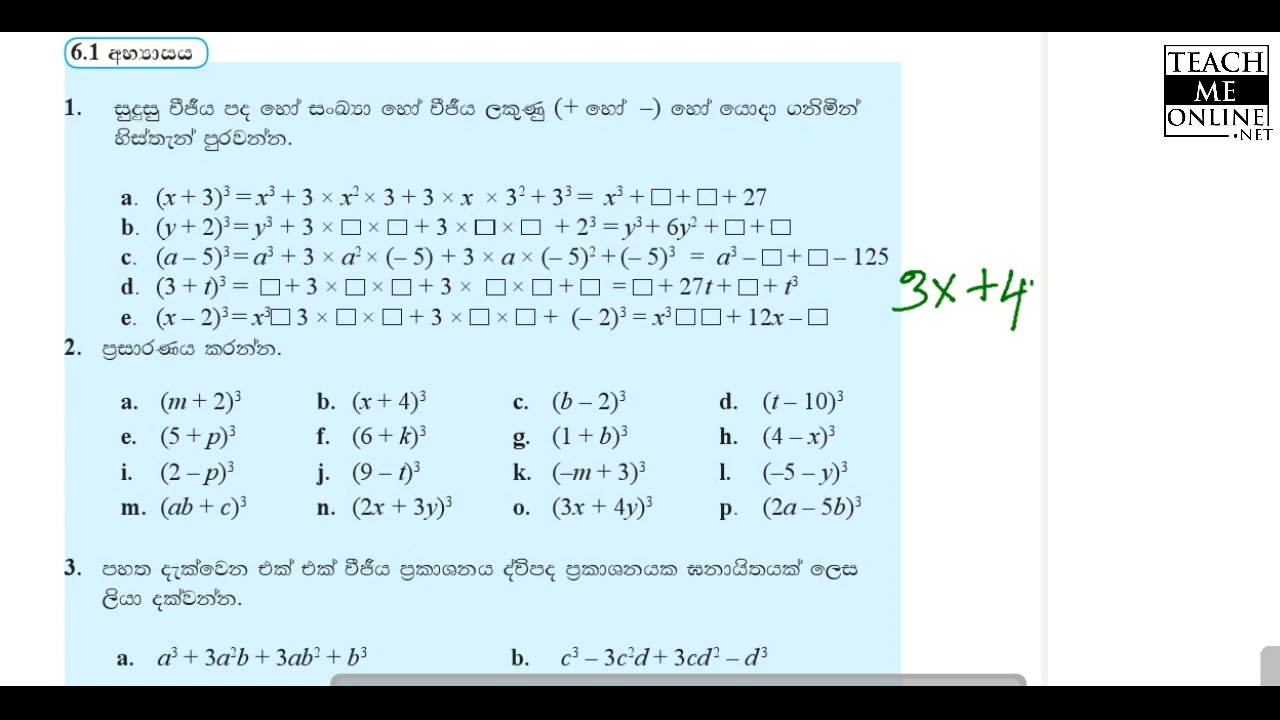 6.1 අභ්‍යාසය
TEACH
ME
ONLINE
.NET
1. සුදුසු වීජීය පද හෝ සංඛ්‍යා හෝ වීජීය ලකුණු (+ හෝ –) හෝ යොදා ගනිමින්
හිස්තැන් පුරවන්න.
a. (x + 3)³ = x³ + 3 × x² × 3 + 3 × x × 3² + 3³ = x³ + □ + □ + 27
b. (y + 2)³ = y³ + 3 × □ × □ + 3 × □ × □ + 2³ = y³ + 6y² + □ + □
c. (a – 5)³ = a³ + 3 × a² × (– 5) + 3 × a × (– 5)² + (– 5)³ = a³ – □ + □ – 125
d. (3 + t)³ = □ + 3 × □ × □ + 3 × □ × □ + □ = □ + 27t + □ + t³
3x + 4
e. (x – 2)³ = x³ □ 3 × □ × □ + 3 × □ × □ + (– 2)³ = x³ □ □ + 12x – □
2. ප්‍රසාරණය කරන්න.
a. (m + 2)³ b. (x + 4)³ c. (b – 2)³ d. (t – 10)³
e. (5 + p)³ f. (6 + k)³ g. (1 + b)³ h. (4 – x)³
i. (2 – p)³ j. (9 – t)³ k. (–m + 3)³ l. (–5 – y)³
m. (ab + c)³ n. (2x + 3y)³ o. (3x + 4y)³ p. (2a – 5b)³
3. පහත දැක්වෙන එක් එක් වීජීය ප්‍රකාශනය ද්විපද ප්‍රකාශනයක ඝනායිතයක් ලෙස
ලියා දක්වන්න.
a. a³ + 3a²b + 3ab² + b³ b. c³ – 3c²d + 3cd² – d³